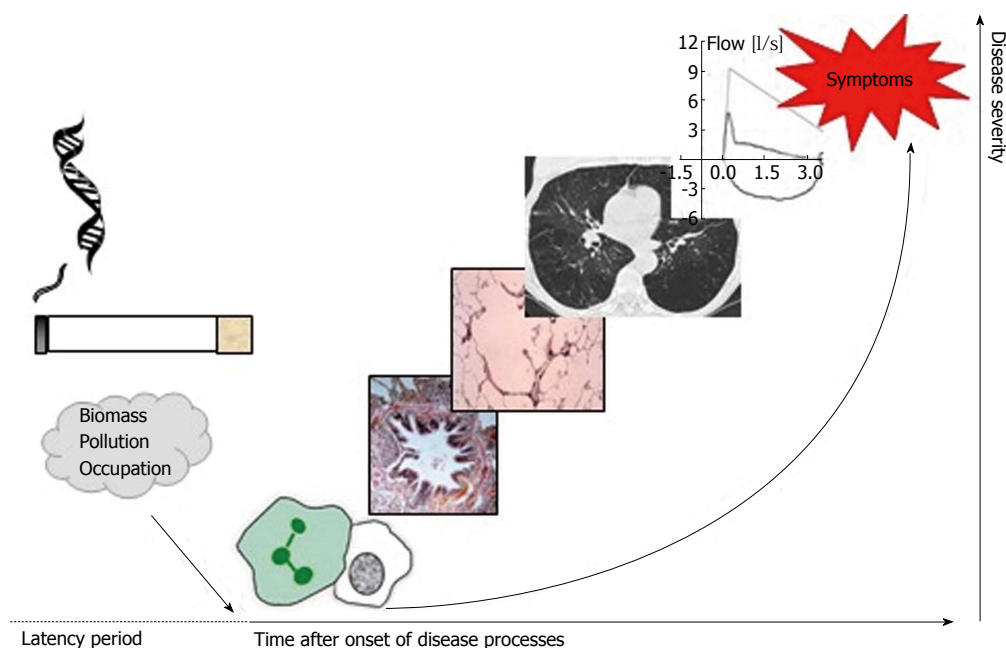 12
Flow [l/s]
9
6
3
-1.5 0.0 1.5 3.0
-3
-6
Symptoms
Disease severity
Biomass
Pollution
Occupation
Latency period
Time after onset of disease processes